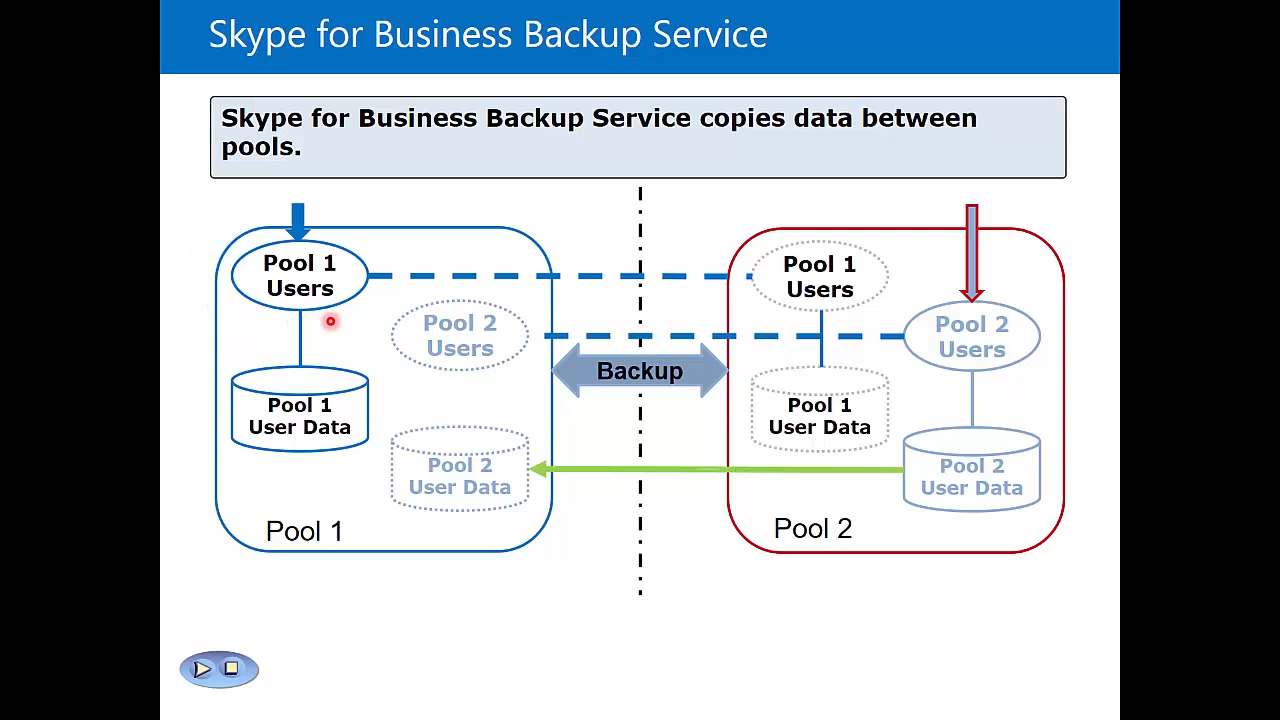 Skype for Business Backup Service
Skype for Business Backup Service copies data between
pools.
Pool 1
Users
Pool 2
Users
Pool 1
User Data
Pool 2
User Data
Pool 1
Backup
Pool 1
Users
Pool 2
Users
Pool 1
User Data
Pool 2
User Data
Pool 2